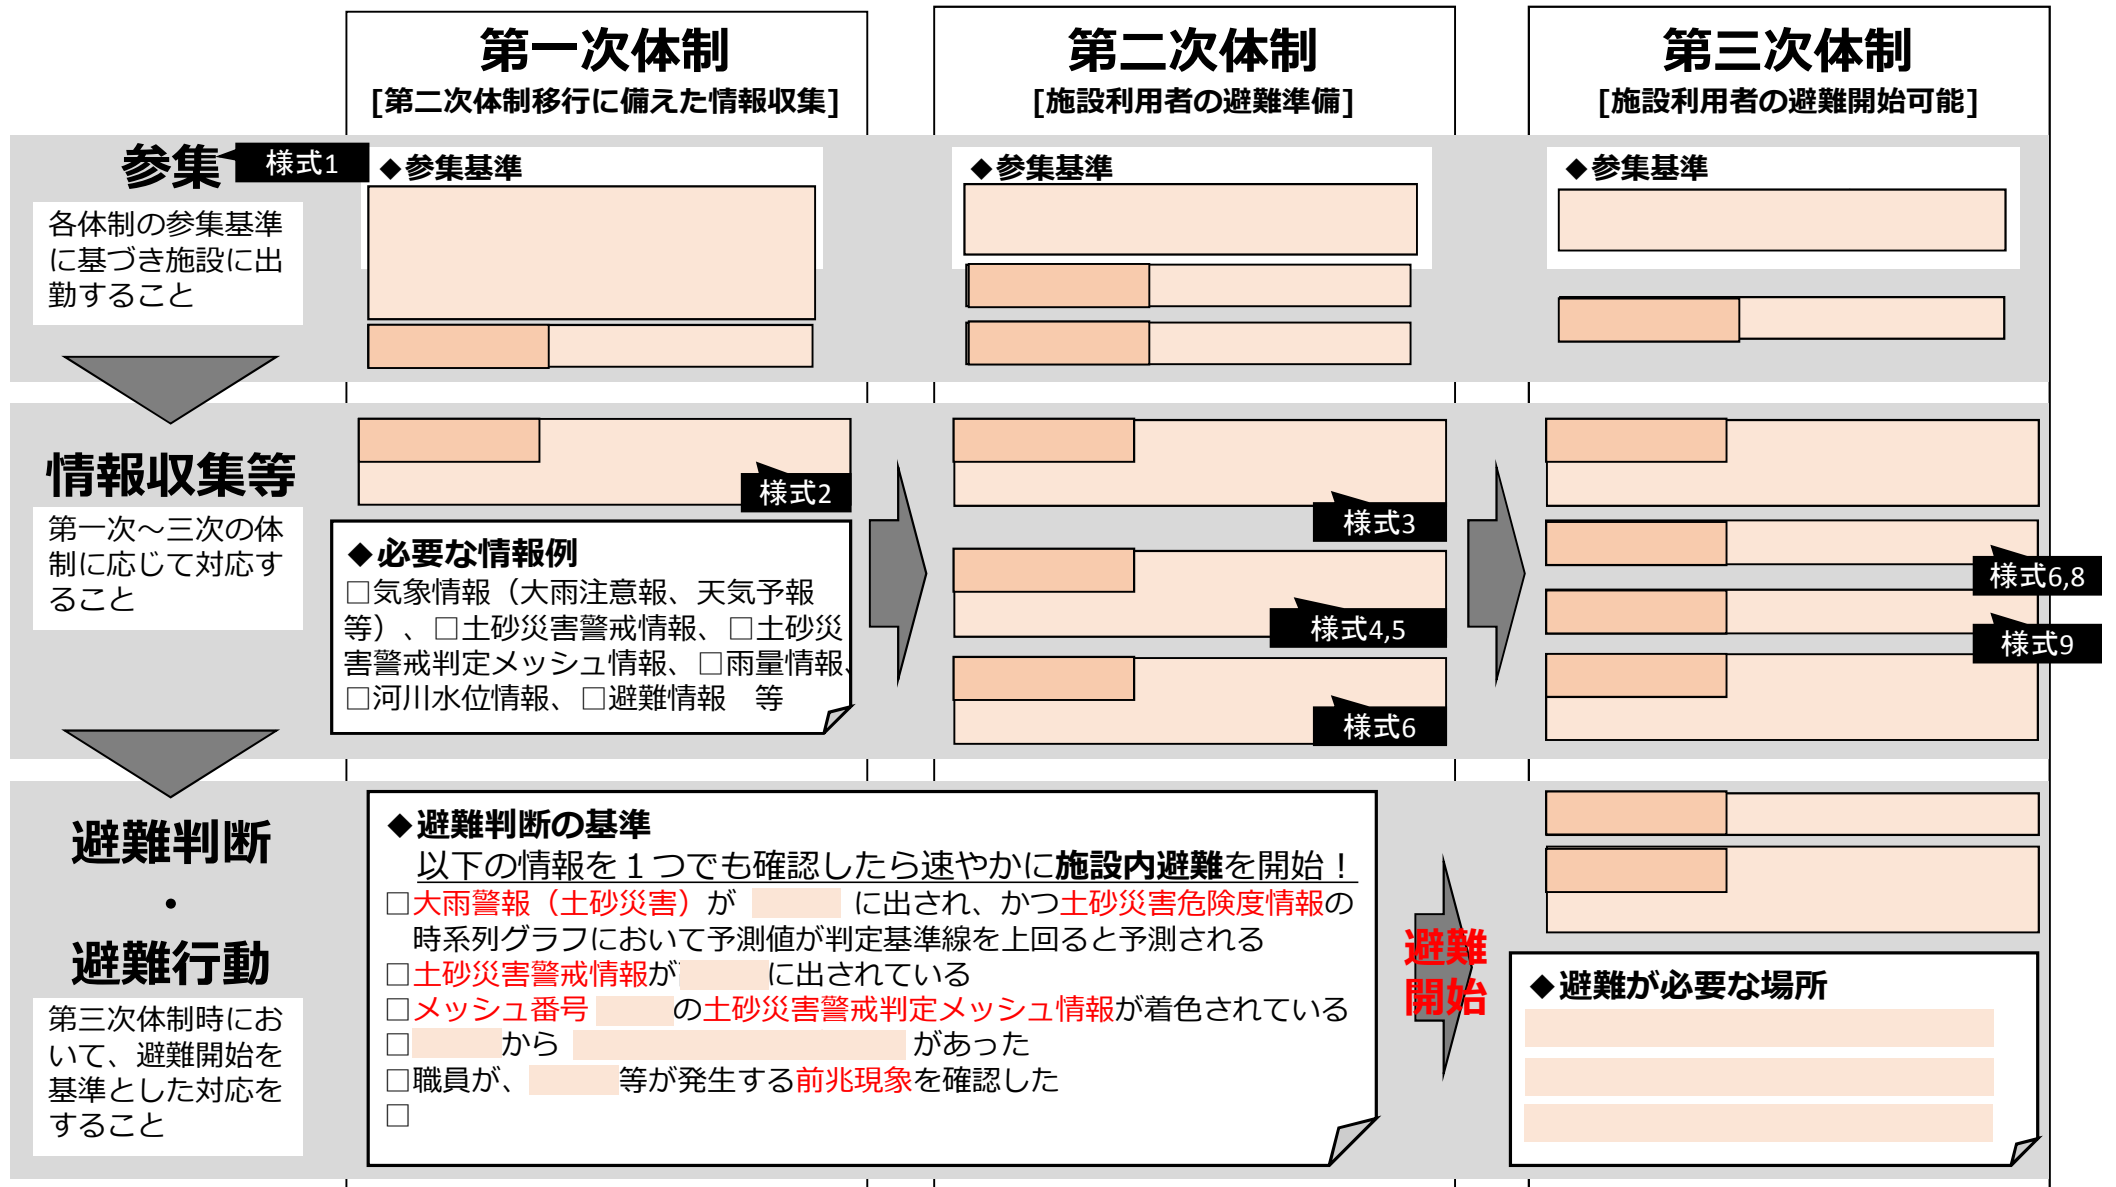 第一次体制
[第二次体制移行に備えた情報収集]
第二次体制
[施設利用者の避難準備]
第三次体制
[施設利用者の避難開始可能]
参集
様式1
各体制の参集基準
に基づき施設に出
勤すること
◆参集基準
◆参集基準
◆参集基準
情報収集等
第一次～三次の体
制に応じて対応す
ること
様式2
◆必要な情報例
□気象情報（大雨注意報、天気予報
等）、□土砂災害警戒情報、□土砂災
害警戒判定メッシュ情報、□雨量情報、
□河川水位情報、□避難情報　等
様式3
様式4,5
様式6
様式6,8
様式9
避難判断
・
避難行動
第三次体制時にお
いて、避難開始を
基準とした対応を
すること
◆避難判断の基準
以下の情報を１つでも確認したら速やかに施設内避難を開始！
□大雨警報（土砂災害）が　　　に出され、かつ土砂災害危険度情報の
時系列グラフにおいて予測値が判定基準線を上回ると予測される
□土砂災害警戒情報が　　　に出されている
□メッシュ番号　　　の土砂災害警戒判定メッシュ情報が着色されている
□　　　から　　　があった
□職員が、　　　等が発生する前兆現象を確認した
□
避難
開始
◆避難が必要な場所